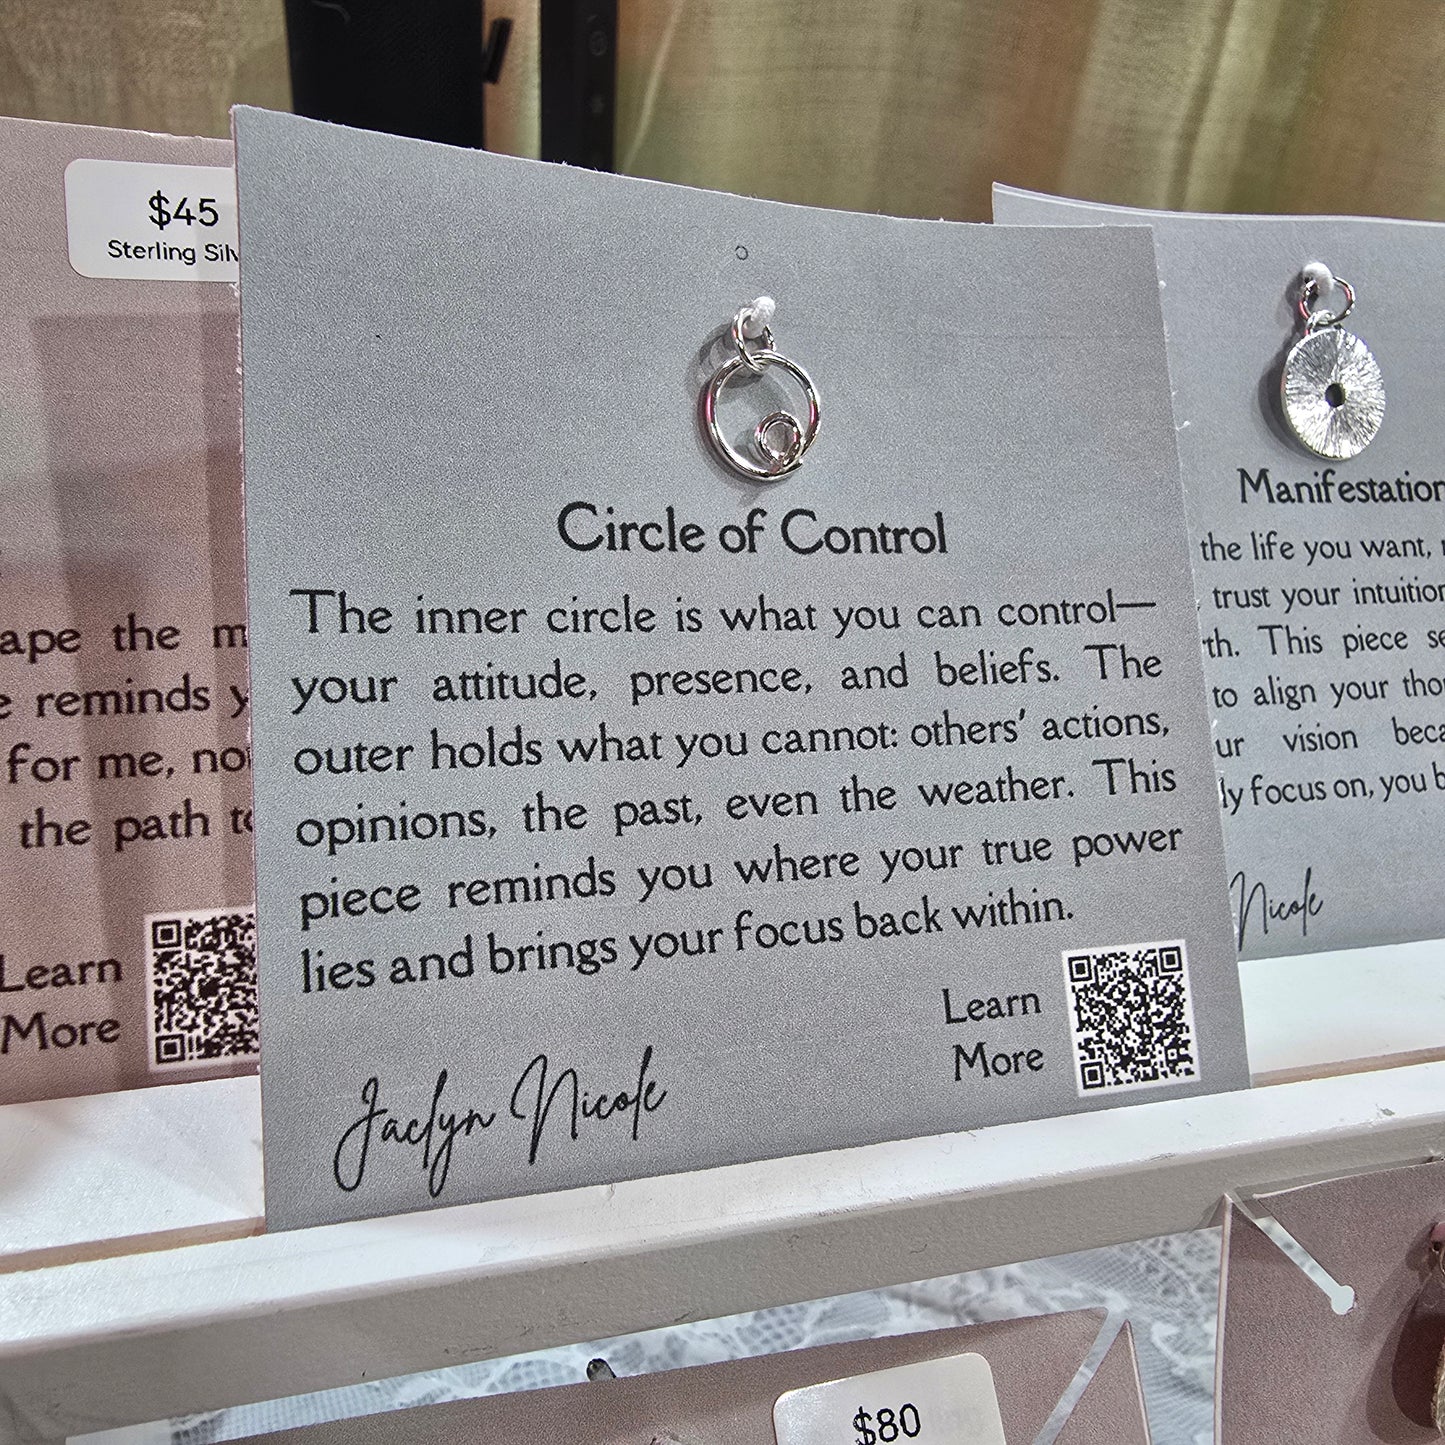 $45
Sterling
the
reminds
for me,
the path
Learn
More
Circle of Control
The inner circle is what you can control—
your attitude, presence, and beliefs. The
outer holds what you cannot: others' actions,
opinions, the past, even the weather. This
piece reminds you where your true power
lies and brings your focus back within.
Learn
More
Jaclyn Nicole
Manifestation
the life you want,
trust your intuition
This piece
to align your
vision
focus on, you
Nicole
$80